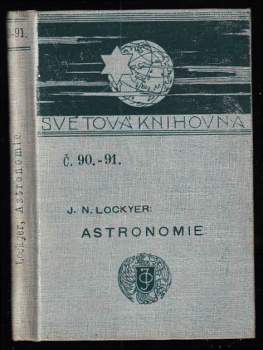 -91.
Lockyer, Astronomie.
SVĚTOVÁ KNIHOVNA
Č. 90.-91.
J. N. LOCKYER:
ASTRONOMIE